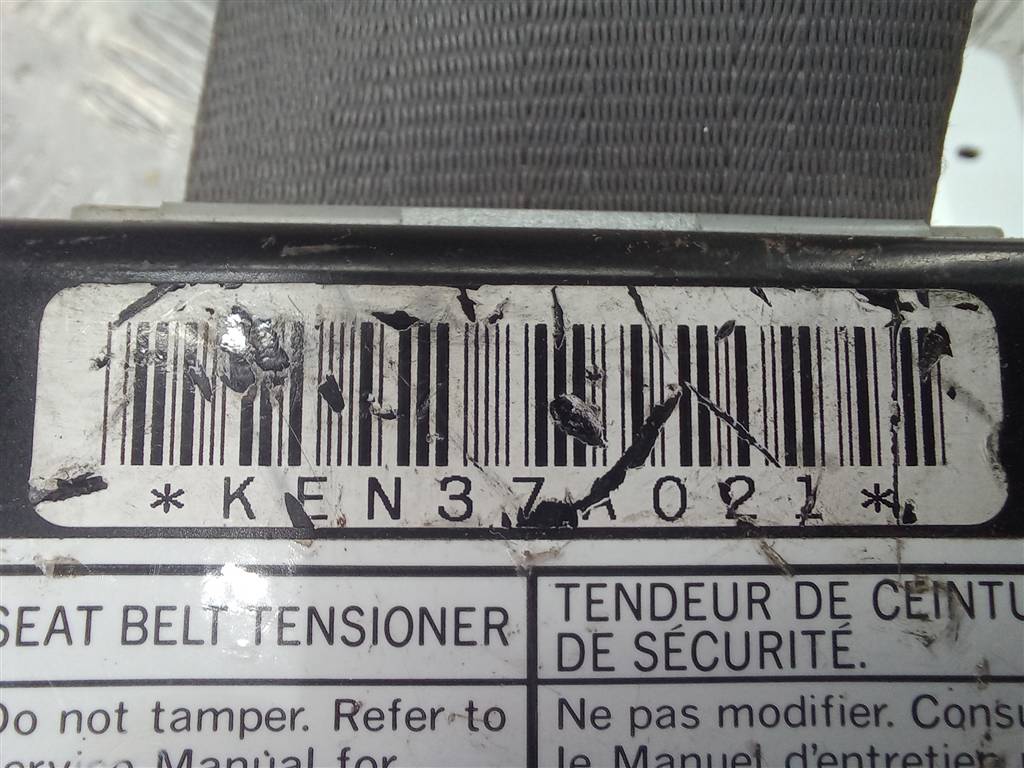 *KEN37A021*
SEAT BELT TENSIONER
TENDEUR DE CEINTU
DE SÉCURITÉ.
Do not tamper. Refer to
Service Manual for
Ne pas modifier. Consu
le Manuel d'entretien